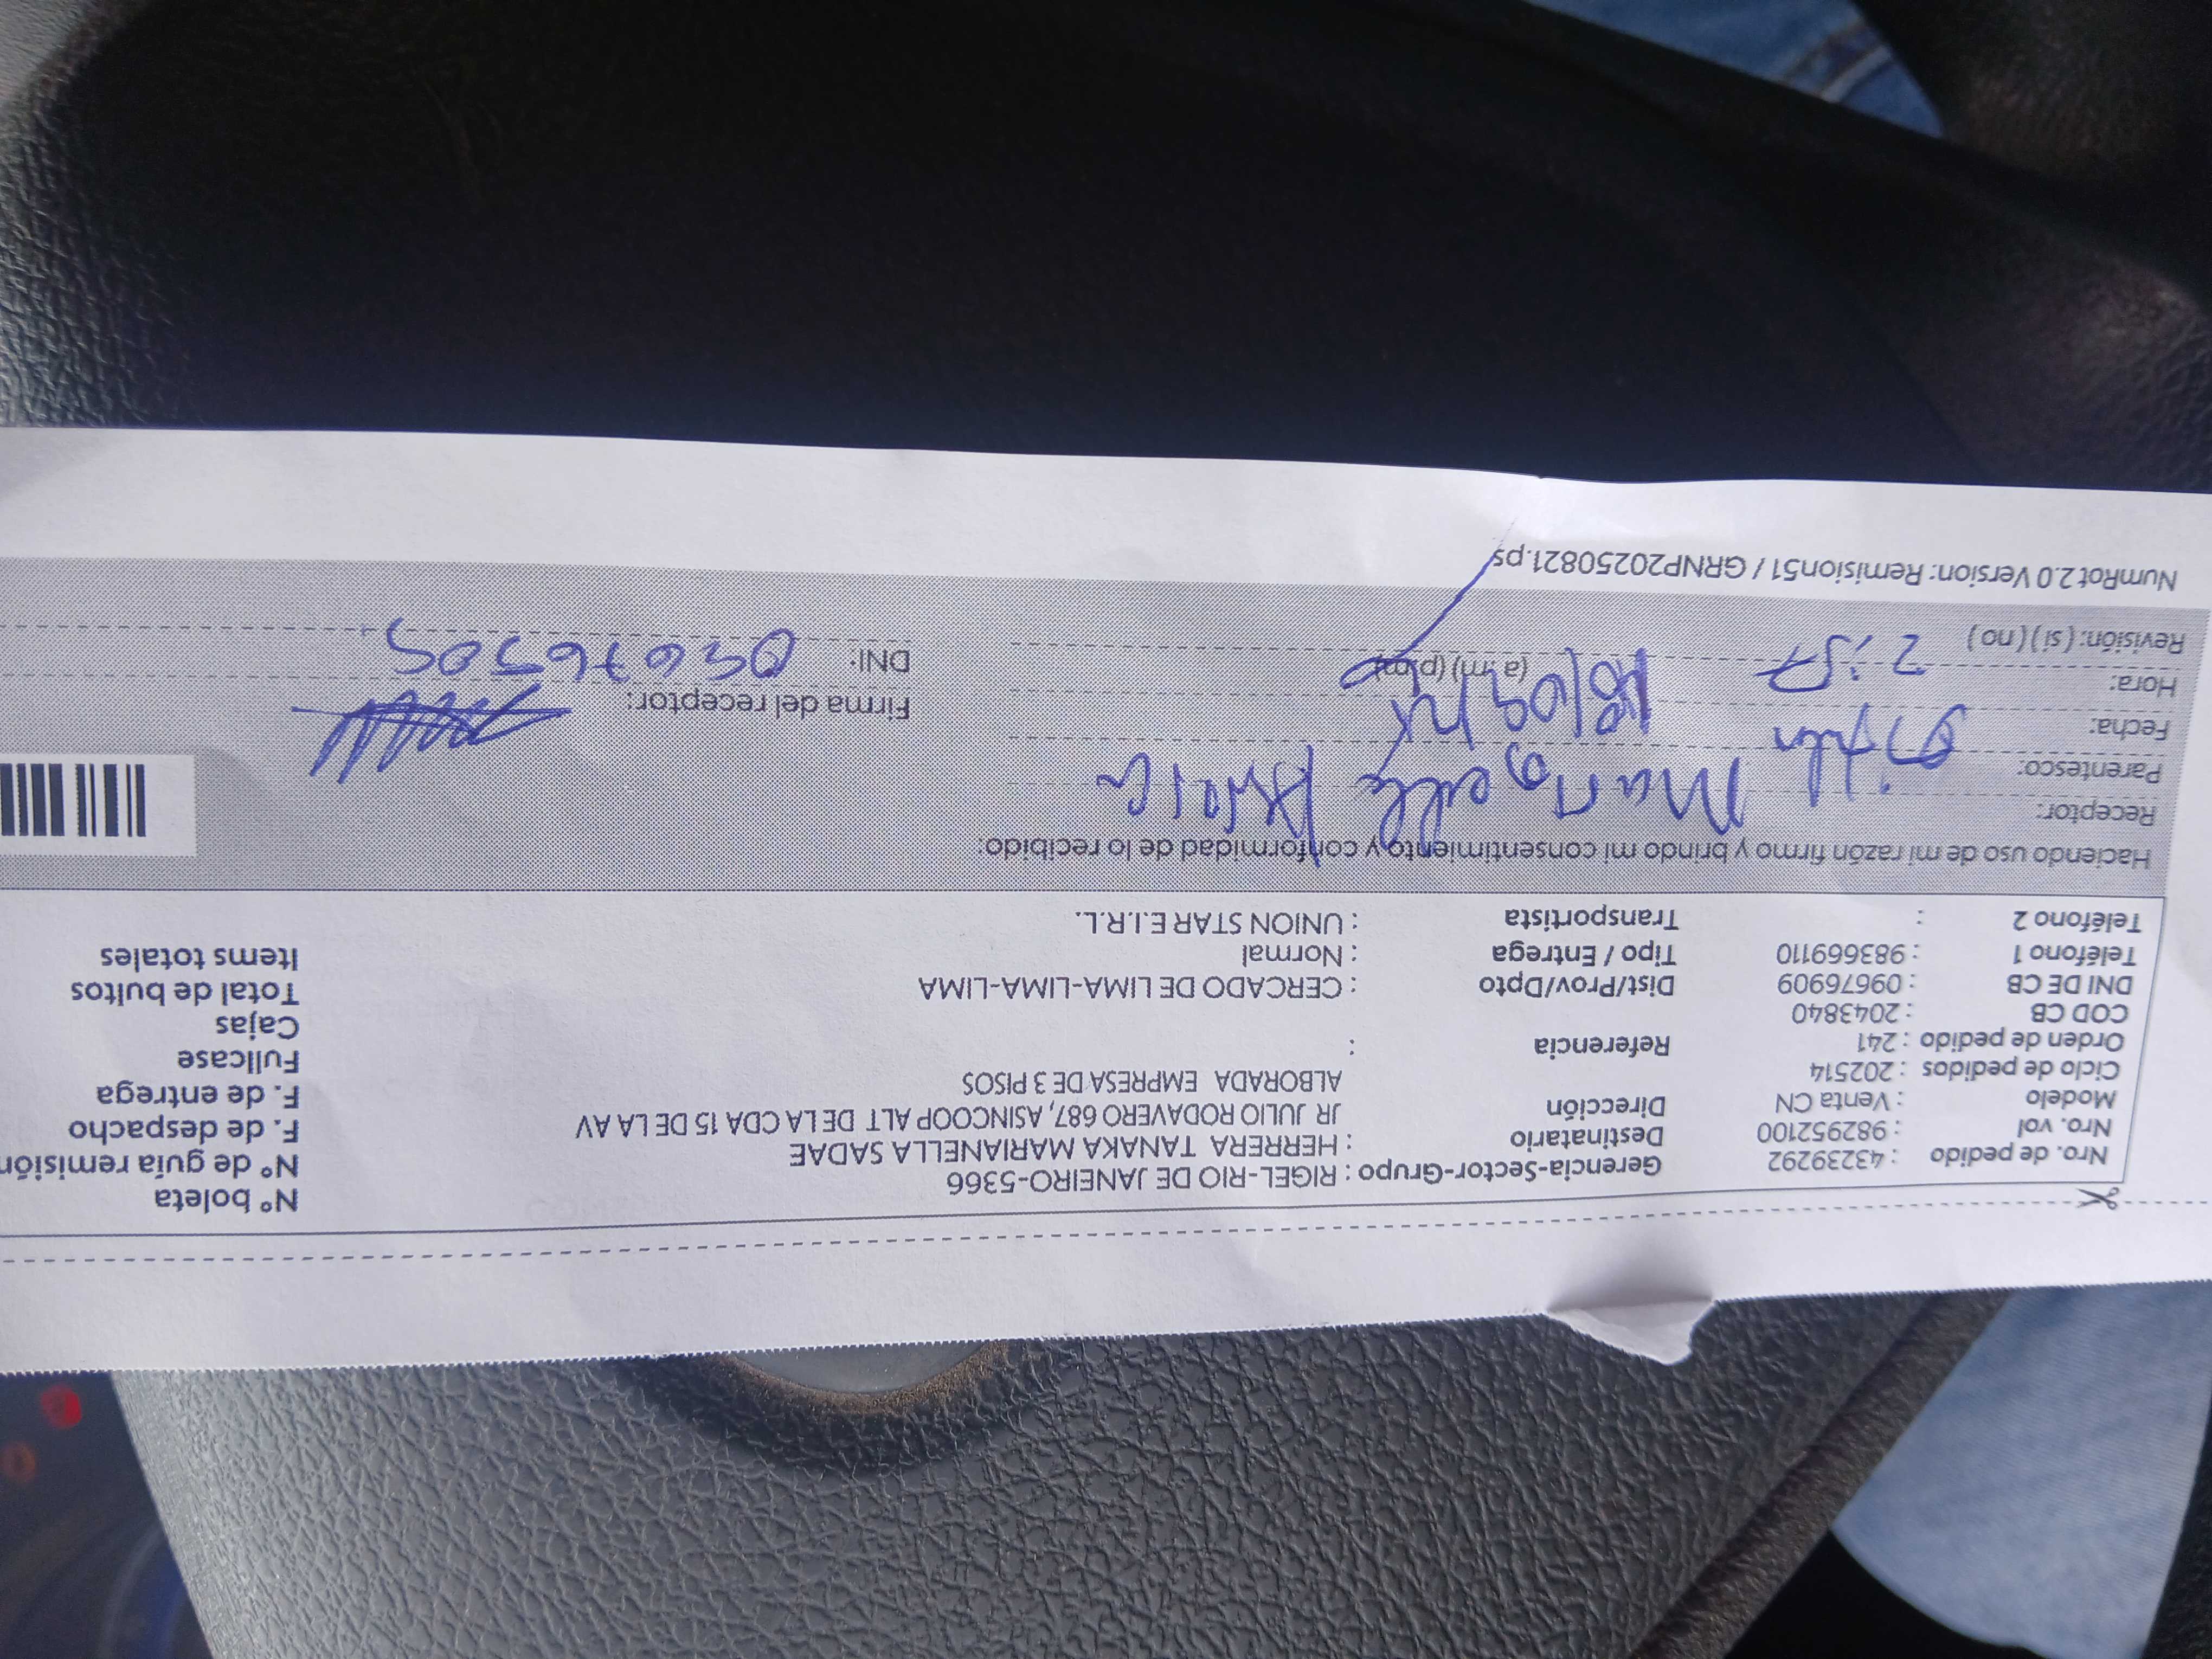 Nro. de pedido : 43239292
Nro. vol : 982952100
Modelo : Venta CN
Ciclo de pedidos : 202514
Orden de pedido : 241
COD CB : 2043840
DNI DE CB : 09676909
Teléfono 1 : 983669110
Teléfono 2 :
Gerencia-Sector-Grupo : RIGEL-RIO DE JANEIRO-5366
Destinatario : HERRERA TANAKA MARIANELLA SADAE
Dirección JR JULIO RODAVERO 687, ASINCOOP ALT DE LA CDA 15 DE LA AV
ALBORADA EMPRESA DE 3 PISOS
Referencia :
Dist/Prov/Dpto : CERCADO DE LIMA-LIMA-LIMA
Tipo / Entrega : Normal
Transportista : UNION STAR E.I.R.L.
N° boleta
N° de guía remisión
F. de despacho
F. de entrega
Fullcase
Cajas
Total de bultos
Items totales
Haciendo uso de mi razón firmo y brindo mi consentimiento y conformidad de lo recibido:
Receptor:
Parentesco:
Fecha:
Hora: 2:57 (a.m) (p.m)
Revisión: (si) (no)
Firma del receptor:
DNI:
NumRot 2.0 Version: Remision51 / GRNP20250821.ps